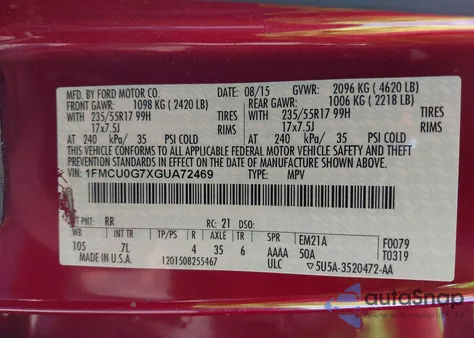 MFD. BY FORD MOTOR CO. 08/15 GVWR: 2096 KG ( 4620 LB)
FRONT GAWR: 1098 KG ( 2420 LB) REAR GAWR: 1006 KG ( 2218 LB)
WITH 235/55R17 99H TIRES WITH 235/55R17 99H TIRES
17x7.5J RIMS 17x7.5J RIMS
AT 240 kPa/ 35 PSI COLD AT 240 kPa/ 35 PSI COLD
THIS VEHICLE CONFORMS TO ALL APPLICABLE FEDERAL MOTOR VEHICLE SAFETY AND BUMPER STANDARDS AND THEFT PREVENTION STANDARDS IN EFFECT ON THE DATE OF MANUFACTURE SHOWN ABOVE.
VIN: 1FMCU0G7XGUA72469 TYPE: MPV
EXT PNT: RR RC: 21 DSO:
WB INT TR R AXLE TR SPR EM21A F0079
105 7L 4 35 6 AAAA 50A T0319
MADE IN U.S.A. 1201508255467 ULC 5U5A-3520472-AA
autoSnap